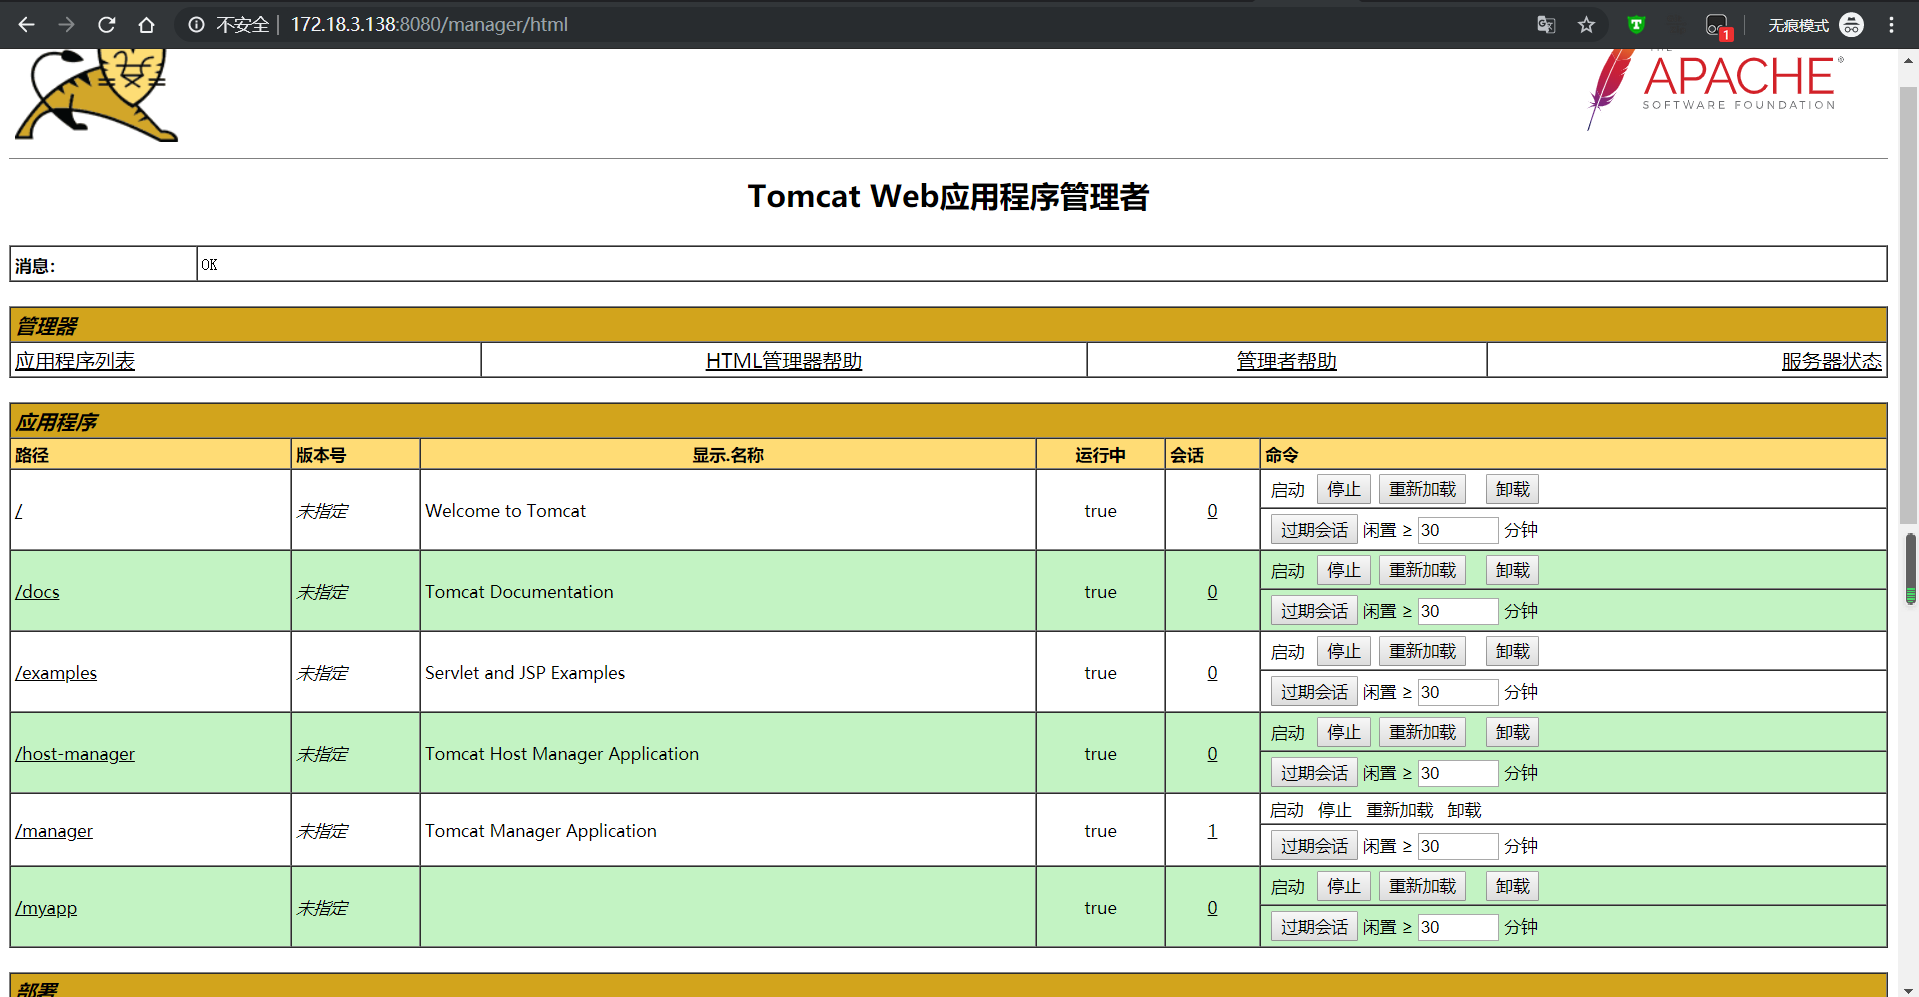 不安全 172.18.3.138:8080/manager/html 1 无痕模式
APACHE ®
SOFTWARE FOUNDATION
Tomcat Web应用程序管理者
消息: OK
管理器
应用程序列表 HTML管理器帮助 管理者帮助 服务器状态
应用程序
路径 版本号 显示.名称 运行中 会话 命令
/ 未指定 Welcome to Tomcat true 0 启动 停止 重新加载 卸载
过期会话 闲置 ≥ 30 分钟
/docs 未指定 Tomcat Documentation true 0 启动 停止 重新加载 卸载
过期会话 闲置 ≥ 30 分钟
/examples 未指定 Servlet and JSP Examples true 0 启动 停止 重新加载 卸载
过期会话 闲置 ≥ 30 分钟
/host-manager 未指定 Tomcat Host Manager Application true 0 启动 停止 重新加载 卸载
过期会话 闲置 ≥ 30 分钟
/manager 未指定 Tomcat Manager Application true 1 启动 停止 重新加载 卸载
过期会话 闲置 ≥ 30 分钟
/myapp 未指定 true 0 启动 停止 重新加载 卸载
过期会话 闲置 ≥ 30 分钟
部署